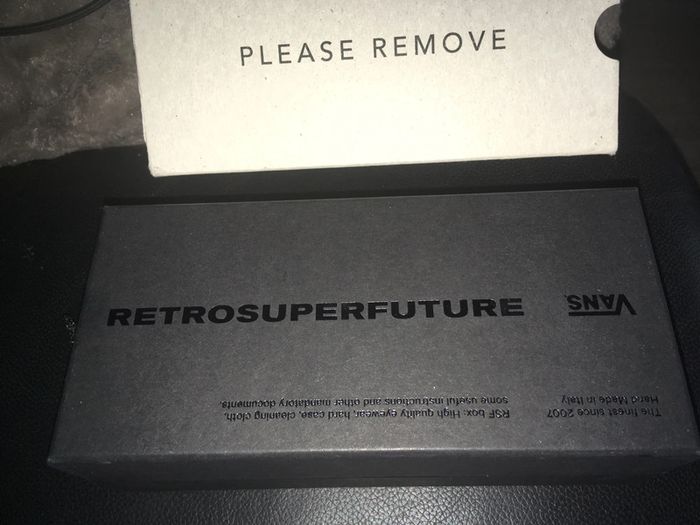 PLEASE REMOVE
RETROSUPERFUTURE
VANS.
The finest since 2007
Hand Made in Italy
RSF box: High quality eyewear, hard case, cleaning cloth,
some useful instructions and other mandatory documents.